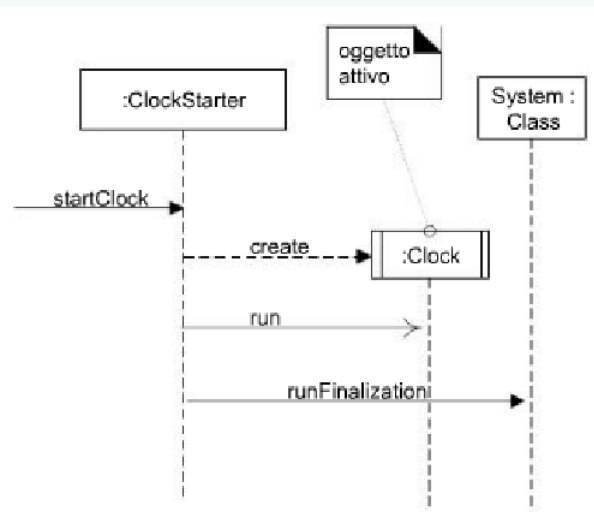 oggetto
attivo
:ClockStarter
System :
Class
startClock
create
:Clock
run
runFinalization